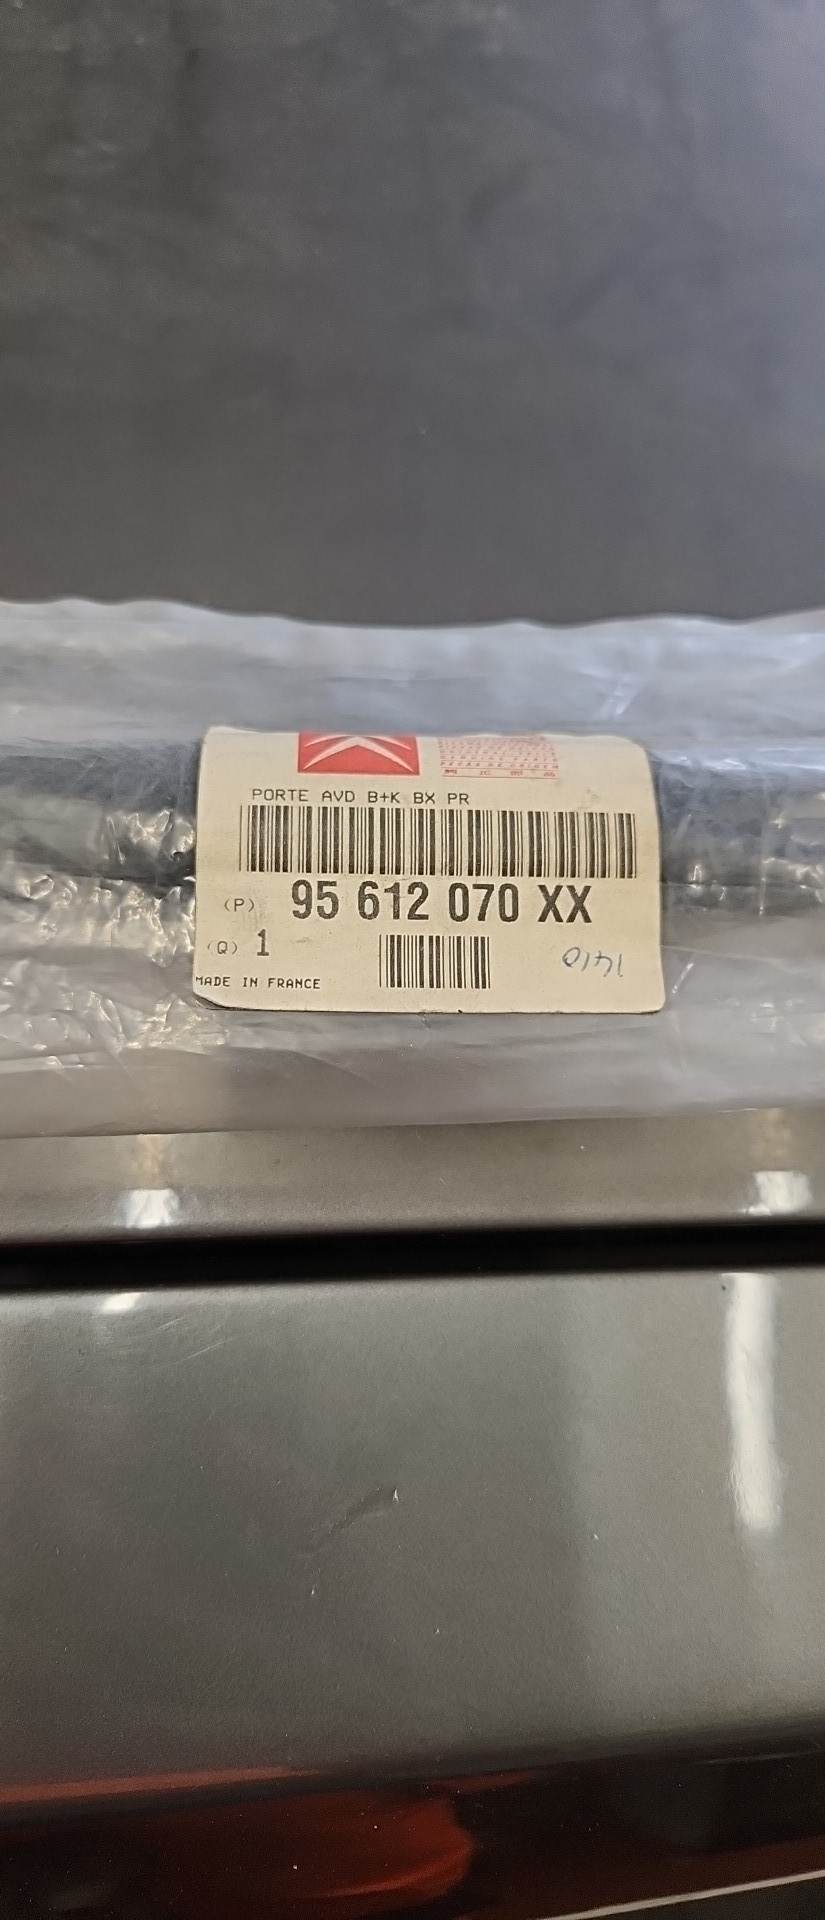 PORTE AVD B+K BX PR
(P) 95 612 070 XX
(Q) 1
1410
MADE IN FRANCE